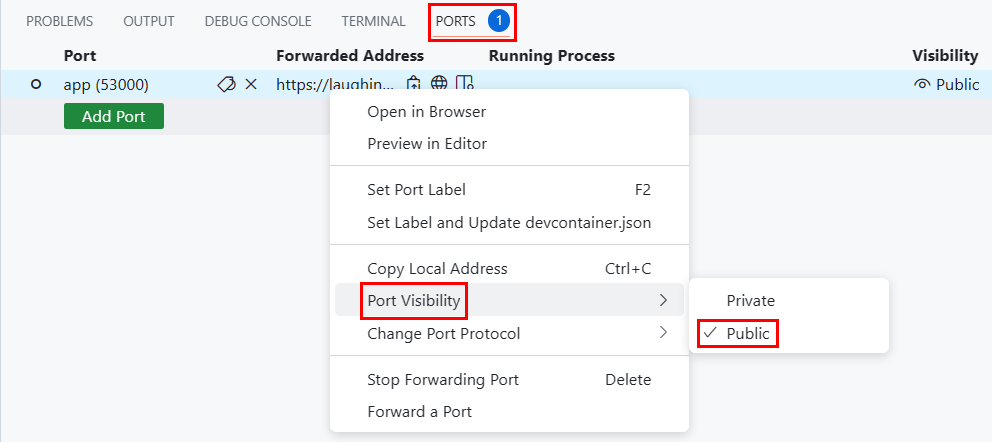 PROBLEMS OUTPUT DEBUG CONSOLE TERMINAL PORTS 1
Port Forwarded Address Running Process Visibility
app (53000) https://laughin... Public
Add Port
Open in Browser
Preview in Editor
Set Port Label F2
Set Label and Update devcontainer.json
Copy Local Address Ctrl+C
Port Visibility
Private
Change Port Protocol
Public
Stop Forwarding Port Delete
Forward a Port